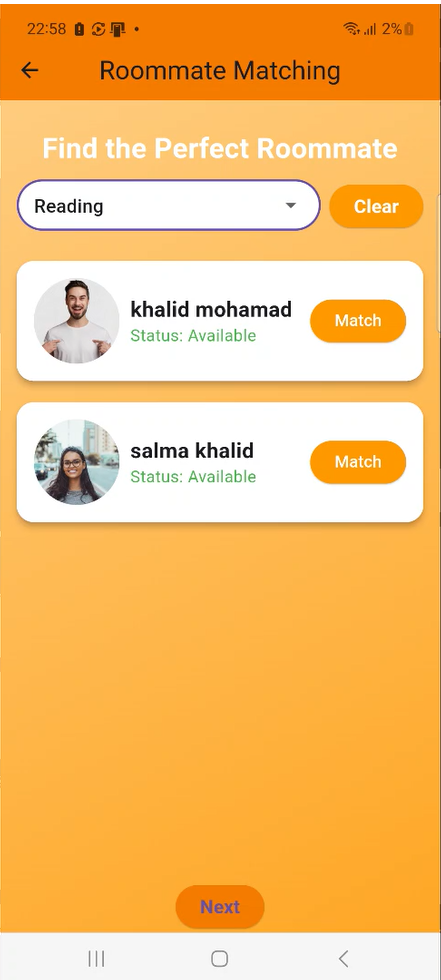 22:58 2%
Roommate Matching
Find the Perfect Roommate
Reading Clear
khalid mohamad
Status: Available
Match
salma khalid
Status: Available
Match
Next